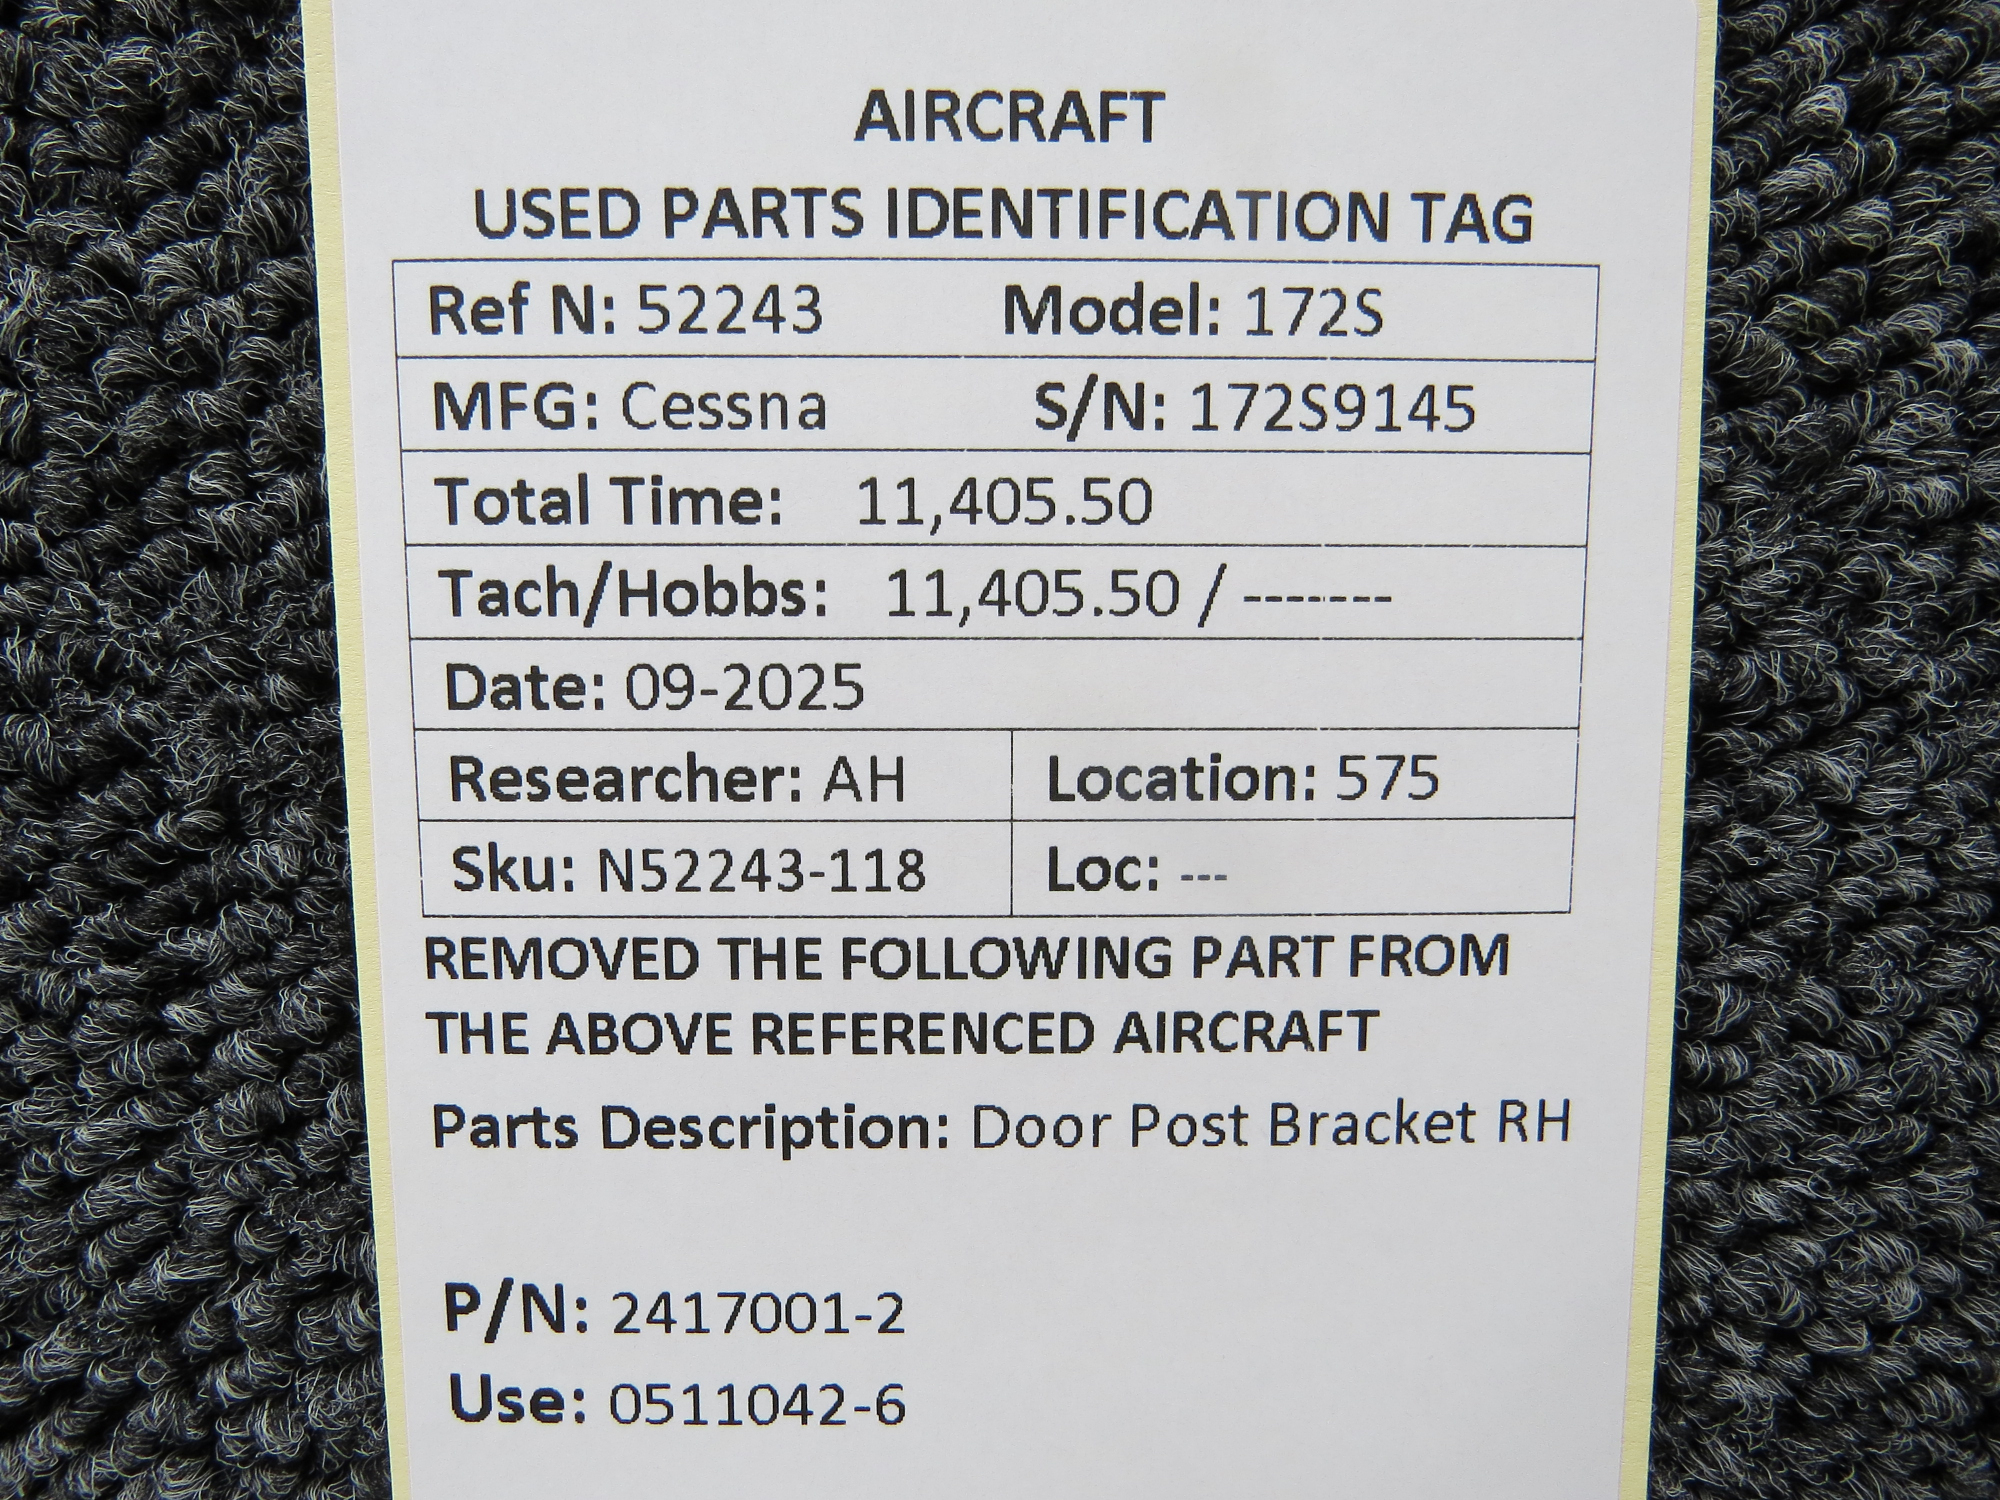 AIRCRAFT
USED PARTS IDENTIFICATION TAG
Ref N: 52243 Model: 172S
MFG: Cessna S/N: 172S9145
Total Time: 11,405.50
Tach/Hobbs: 11,405.50 / -------
Date: 09-2025
Researcher: AH Location: 575
Sku: N52243-118 Loc: ---
REMOVED THE FOLLOWING PART FROM
THE ABOVE REFERENCED AIRCRAFT
Parts Description: Door Post Bracket RH
P/N: 2417001-2
Use: 0511042-6